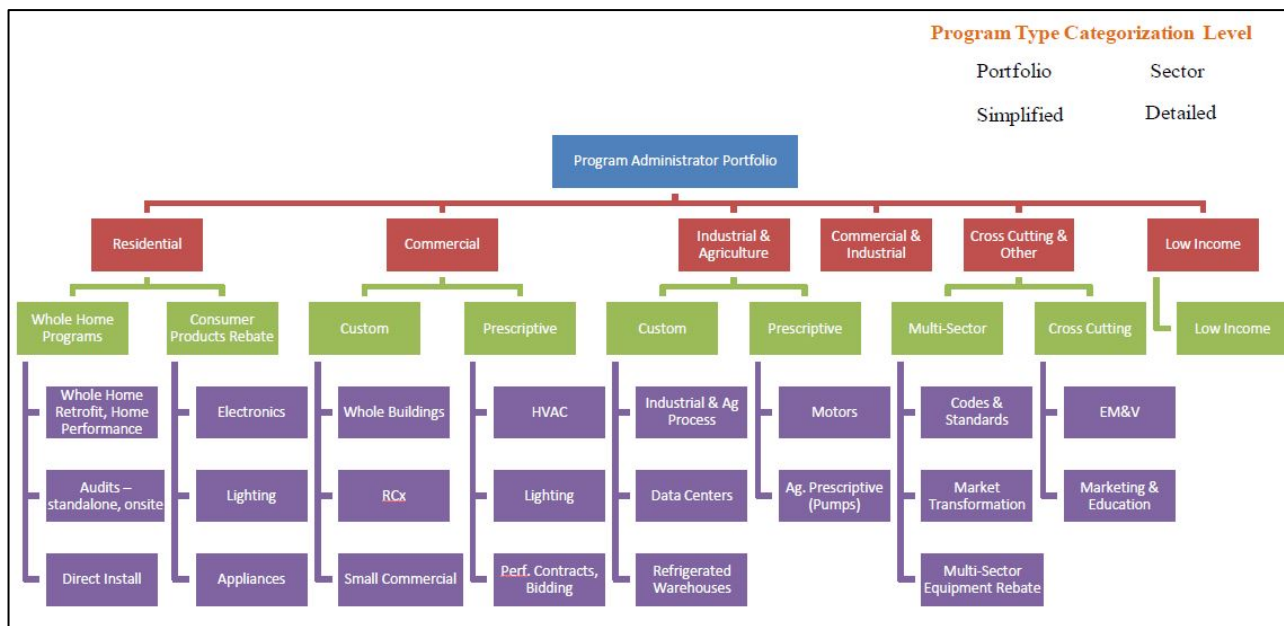 Program Type Categorization Level
Portfolio Sector
Simplified Detailed
Program Administrator Portfolio
Residential
Commercial
Industrial &
Agriculture
Commercial &
Industrial
Cross Cutting &
Other
Low Income
Whole Home
Programs
Consumer
Products Rebate
Custom
Prescriptive
Custom
Prescriptive
Multi-Sector
Cross Cutting
Low Income
Whole Home
Retrofit, Home
Performance
Electronics
Whole Buildings
HVAC
Industrial & Ag
Process
Motors
Codes &
Standards
EM&V
Audits –
standalone, onsite
Lighting
RCx
Lighting
Data Centers
Ag. Prescriptive
(Pumps)
Market
Transformation
Marketing &
Education
Direct Install
Appliances
Small Commercial
Perf. Contracts,
Bidding
Refrigerated
Warehouses
Multi-Sector
Equipment Rebate